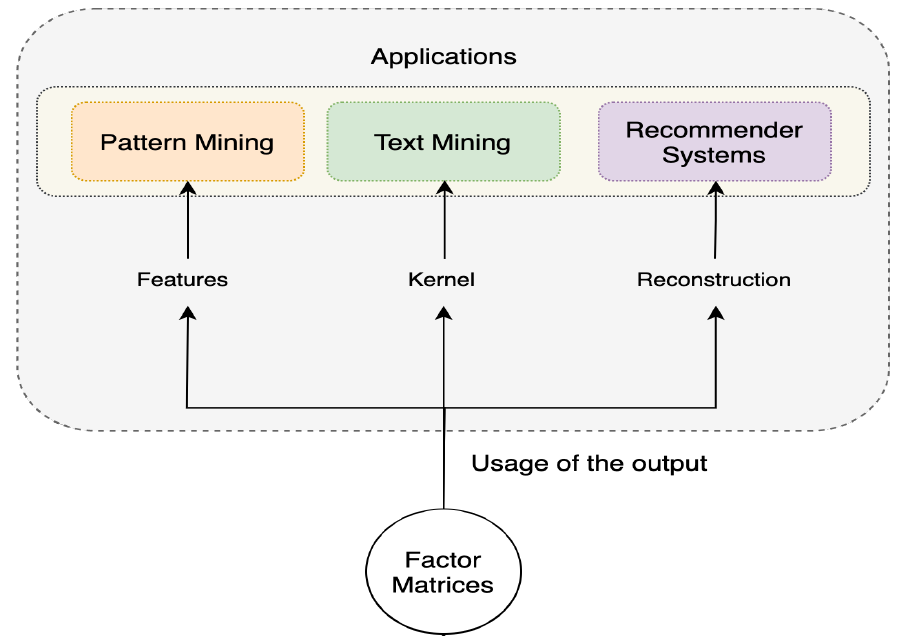 Applications
Pattern Mining
Text Mining
Recommender
Systems
Features
Kernel
Reconstruction
Usage of the output
Factor
Matrices